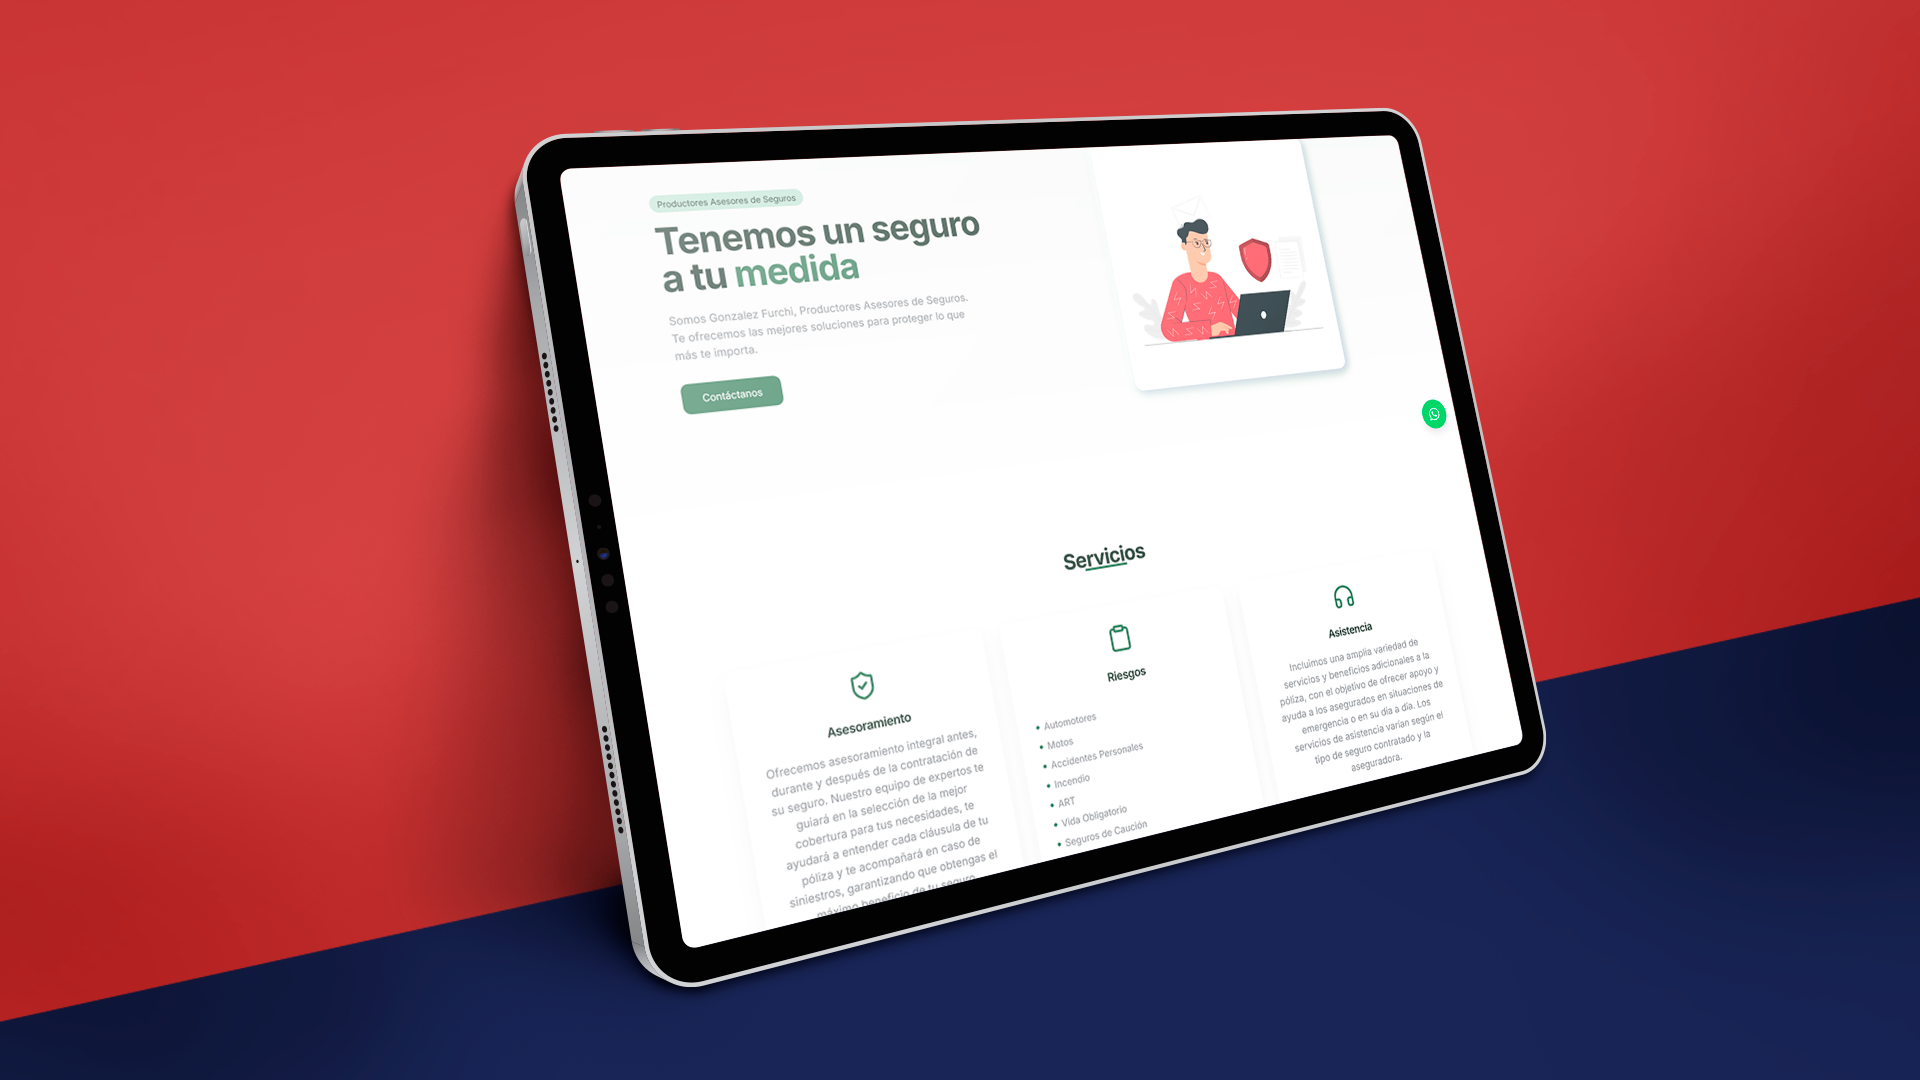 Productores Asesores de Seguros
Tenemos un seguro
a tu medida
Somos Gonzalez Furchi, Productores Asesores de Seguros.
Te ofrecemos las mejores soluciones para proteger lo que
más te importa.
Contáctanos
Servicios
Asesoramiento
Ofrecemos asesoramiento integral antes,
durante y después de la contratación de
su seguro. Nuestro equipo de expertos te
guiará en la selección de la mejor
cobertura para tus necesidades, te
ayudará a entender cada cláusula de tu
póliza y te acompañará en caso de
siniestros, garantizando que obtengas el
máximo beneficio de tu seguro
Riesgos
• Automotores
• Motos
• Accidentes Personales
• Incendio
• ART
• Vida Obligatorio
• Seguros de Caución
Asistencia
Incluimos una amplia variedad de
servicios y beneficios adicionales a la
póliza, con el objetivo de ofrecer apoyo y
ayuda a los asegurados en situaciones de
emergencia o en su día a día. Los
servicios de asistencia varían según el
tipo de seguro contratado y la
aseguradora.